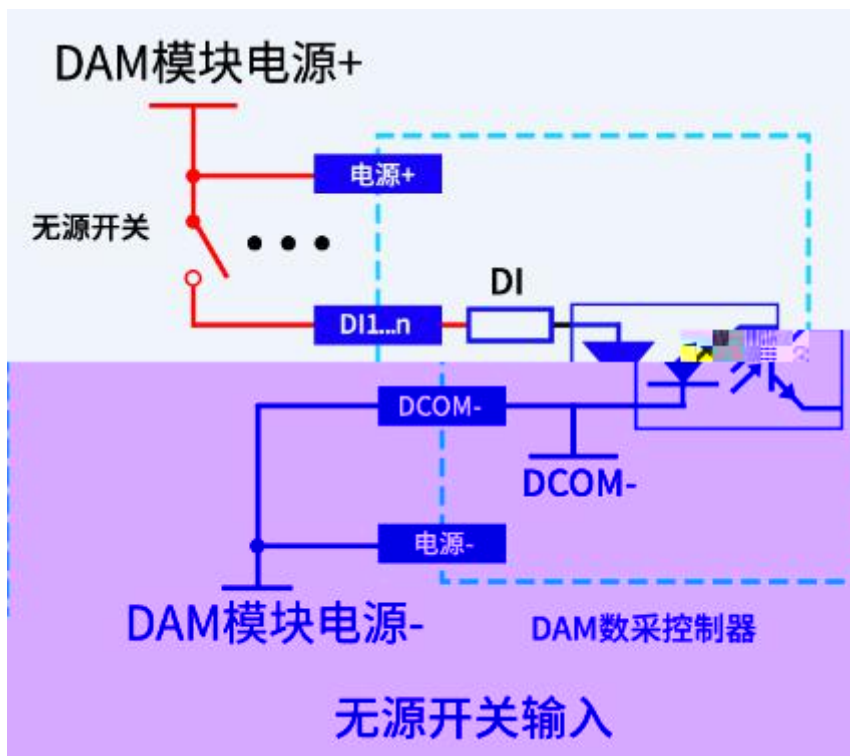 DAM模块电源+
电源+
无源开关
DI
DI1...n
DCOM-
DCOM-
电源-
DAM模块电源-
DAM数采控制器
无源开关输入